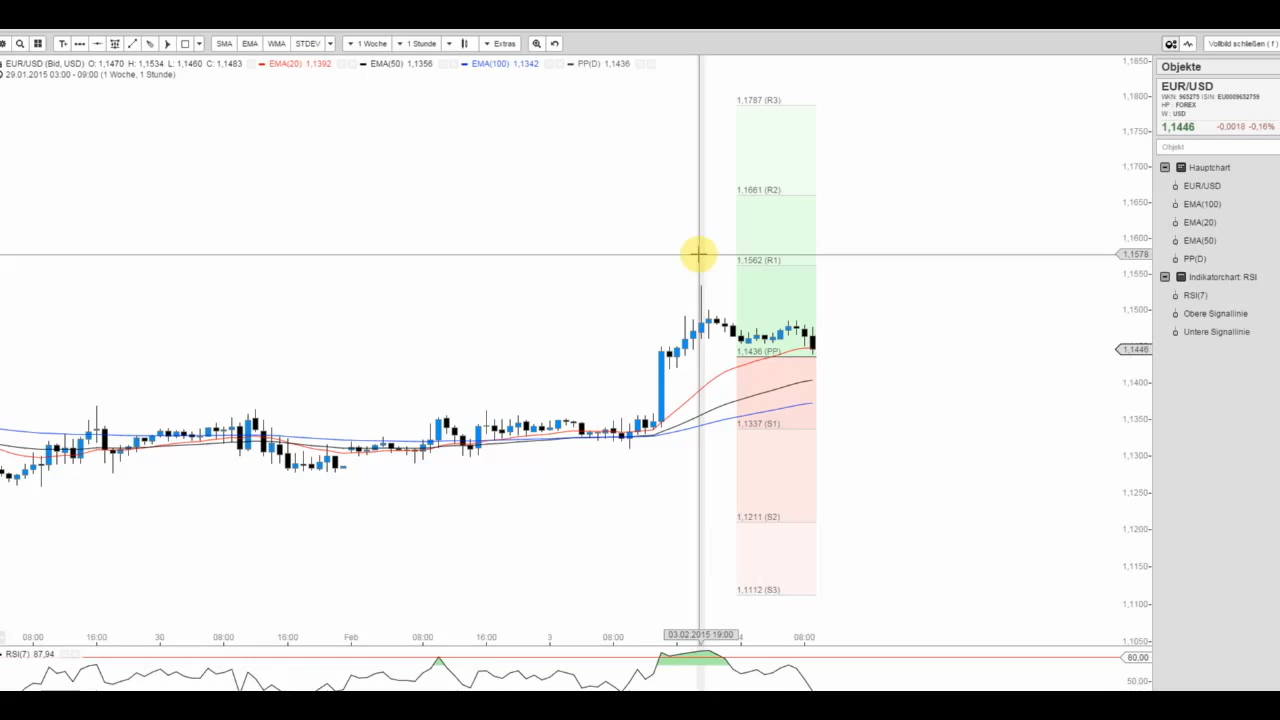 T
SMA EMA WMA STDEV 1 Woche 1 Stunde Extras
Vollbild schließen ( f )
EUR/USD (Bid, USD) O: 1,1470 H: 1,1534 L: 1,1460 C: 1,1483 EMA(20) 1,1392 EMA(50) 1,1356 EMA(100) 1,1342 PP(D) 1,1436
29.01.2015 03:00 - 09:00 (1 Woche, 1 Stunde)
1,1787 (R3)
1,1661 (R2)
1,1562 (R1)
1,1436 (PP)
1,1337 (S1)
1,1211 (S2)
1,1112 (S3)
1,1850
1,1800
1,1750
1,1700
1,1650
1,1600
1,1578
1,1550
1,1500
1,1446
1,1400
1,1350
1,1300
1,1250
1,1200
1,1150
1,1100
1,1050
08:00 16:00 30 08:00 16:00 Feb 08:00 16:00 3 08:00 03.02.2015 19:00 4 08:00
RSI(7) 87,94
80,00
50,00
Objekte
EUR/USD
WKN: 965275 ISIN: EU0009652759
HP : FOREX
W : USD
1,1446 -0,0018 -0,16%
Objekt
Hauptchart
EUR/USD
EMA(100)
EMA(20)
EMA(50)
PP(D)
Indikatorchart: RSI
RSI(7)
Obere Signallinie
Untere Signallinie